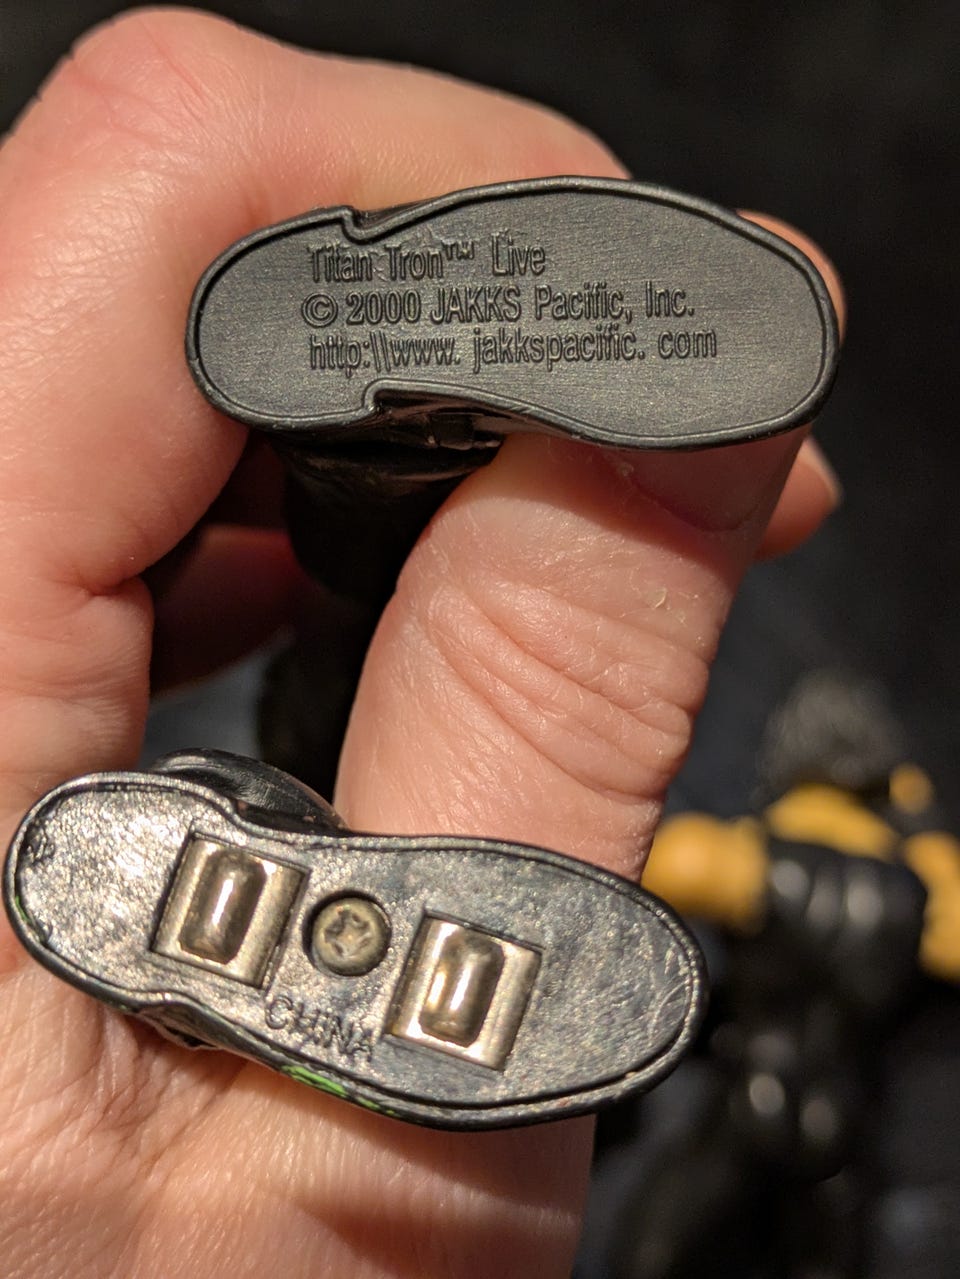 Titan Tron™ Live
© 2000 JAKKS Pacific, Inc.
http:\\www. jakkspacific. com
CHINA